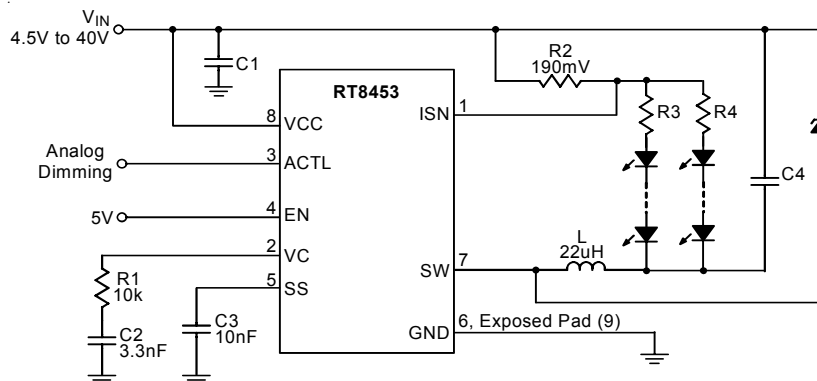 VIN
4.5V to 40V
C1
R2
190mV
RT8453
ISN
1
R3
R4
8
VCC
Analog
Dimming
3
ACTL
C4
5V
4
EN
2
VC
L
22uH
7
SW
R1
10k
5
SS
C2
3.3nF
C3
10nF
GND
6, Exposed Pad (9)